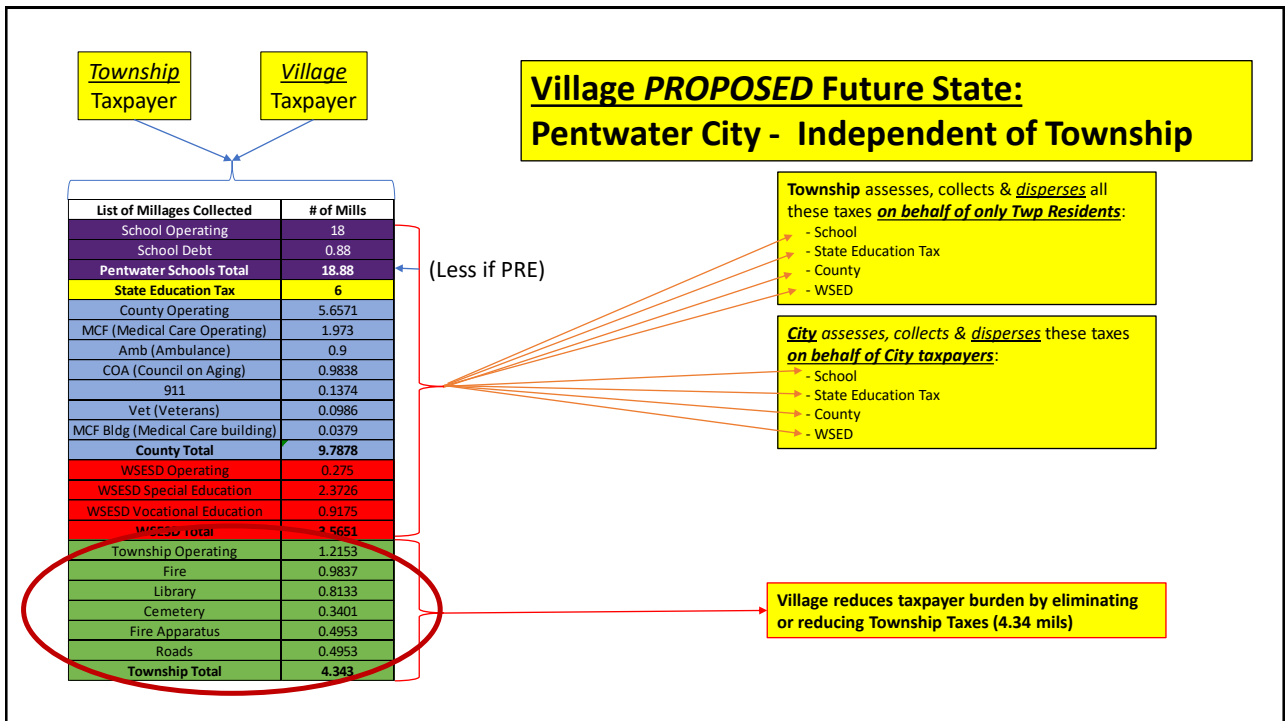 Township
Taxpayer
Village
Taxpayer
Village PROPOSED Future State:
Pentwater City - Independent of Township
List of Millages Collected # of Mills
School Operating 18
School Debt 0.88
Pentwater Schools Total 18.88
State Education Tax 6
County Operating 5.6571
MCF (Medical Care Operating) 1.973
Amb (Ambulance) 0.9
COA (Council on Aging) 0.9838
911 0.1374
Vet (Veterans) 0.0986
MCF Bldg (Medical Care building) 0.0379
County Total 9.7878
WSESD Operating 0.275
WSESD Special Education 2.3726
WSESD Vocational Education 0.9175
WSESD Total 3.5651
Township Operating 1.2153
Fire 0.9837
Library 0.8133
Cemetery 0.3401
Fire Apparatus 0.4953
Roads 0.4953
Township Total 4.343
(Less if PRE)
Township assesses, collects & disperses all
these taxes on behalf of only Twp Residents:
- School
- State Education Tax
- County
- WSED
City assesses, collects & disperses these taxes
on behalf of City taxpayers:
- School
- State Education Tax
- County
- WSED
Village reduces taxpayer burden by eliminating
or reducing Township Taxes (4.34 mils)